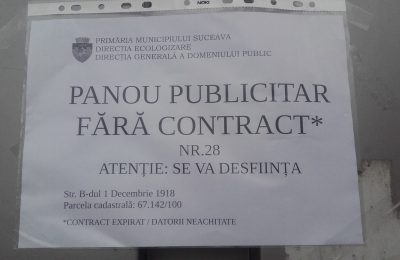 PRIMĂRIA MUNICIPIULUI SUCEAVA
DIRECȚIA ECOLOGIZARE
DIRECȚIA GENERALĂ A DOMENIULUI PUBLIC
PANOU PUBLICITAR
FĂRĂ CONTRACT*
NR.28
ATENȚIE: SE VA DESFIINȚA
Str. B-dul 1 Decembrie 1918
Parcela cadastrală: 67.142/100
*CONTRACT EXPIRAT / DATORII NEACHITATE